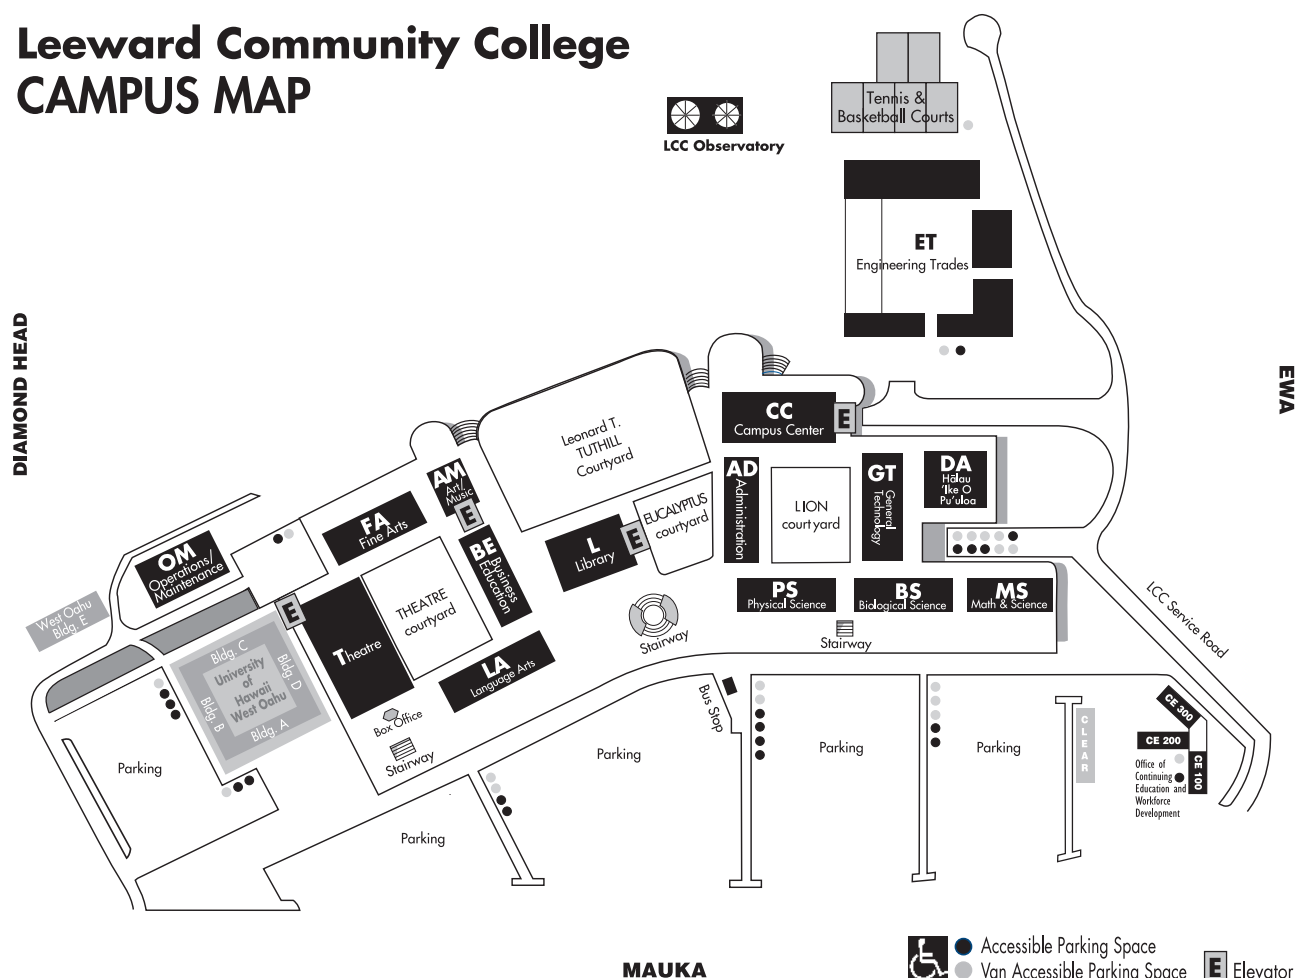 Leeward Community College
CAMPUS MAP
LCC Observatory
Tennis &
Basketball Courts
ET
Engineering Trades
DIAMOND HEAD
EWA
CC
Campus Center
E
Leonard T.
TUTHILL
Courtyard
AM
Art/
Music
E
FA
Fine Arts
AD
Administration
LION
courtyard
GT
General
Technology
DA
Hālau
'Ike O
Pu'uloa
EUCALYPTUS
courtyard
L
Library
E
BE
Business
Education
OM
Operations/
Maintenance
THEATRE
courtyard
E
Theatre
West Oahu
Bldg. E
PS
Physical Science
BS
Biological Science
MS
Math & Science
Stairway
Stairway
LCC Service Road
LA
Language Arts
Bldg. C
Bldg. D
Bldg. B
Bldg. A
University
of
Hawaii
West Oahu
Box Office
Stairway
Bus Stop
Parking
Parking
Parking
Parking
Parking
CLEAR
CE 300
CE 200
CE 100
Office of
Continuing
Education and
Workforce
Development
MAUKA
Accessible Parking Space
Van Accessible Parking Space
E Elevator